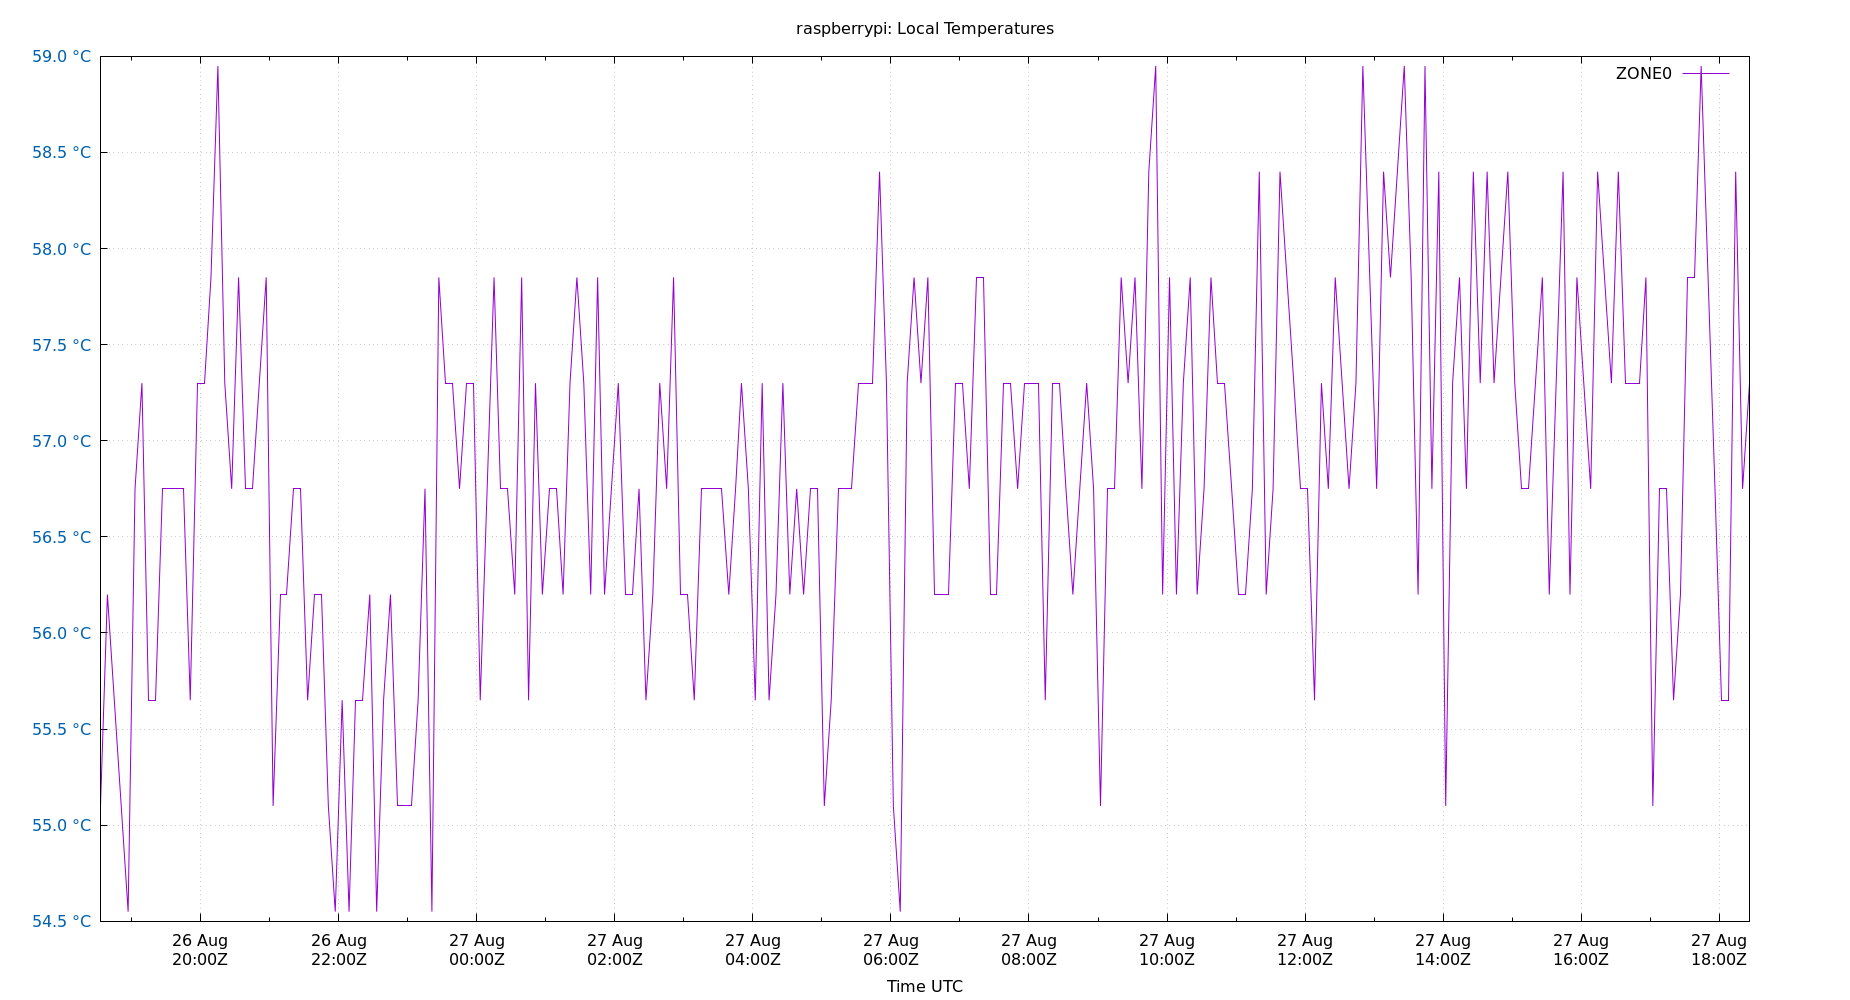 raspberrypi: Local Temperatures
59.0 °C
ZONE0
58.5 °C
58.0 °C
57.5 °C
57.0 °C
56.5 °C
56.0 °C
55.5 °C
55.0 °C
54.5 °C
26 Aug 26 Aug 27 Aug 27 Aug 27 Aug 27 Aug 27 Aug 27 Aug 27 Aug 27 Aug 27 Aug 27 Aug
20:00Z 22:00Z 00:00Z 02:00Z 04:00Z 06:00Z 08:00Z 10:00Z 12:00Z 14:00Z 16:00Z 18:00Z
Time UTC